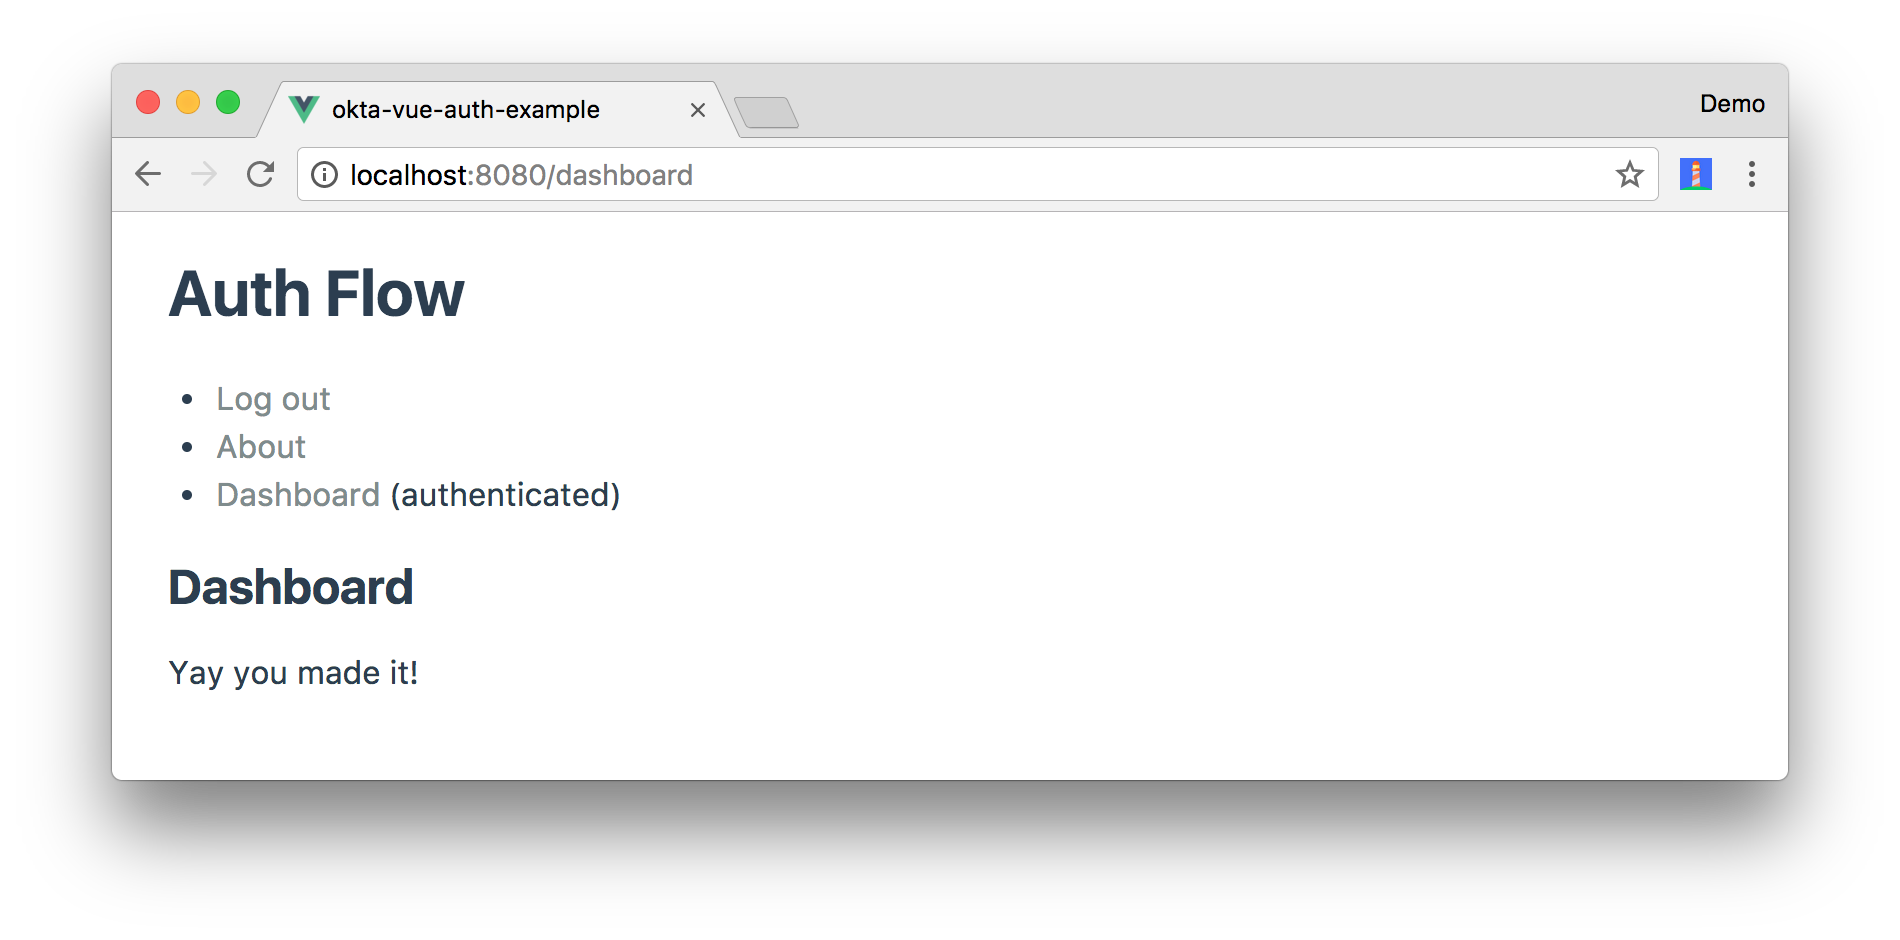 okta-vue-auth-example
Demo
localhost:8080/dashboard
Auth Flow
• Log out
• About
• Dashboard (authenticated)
Dashboard
Yay you made it!